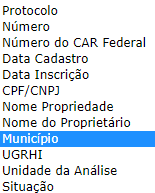 Protocolo
Número
Número do CAR Federal
Data Cadastro
Data Inscrição
CPF/CNPJ
Nome Propriedade
Nome do Proprietário
Município
UGRHI
Unidade da Análise
Situação